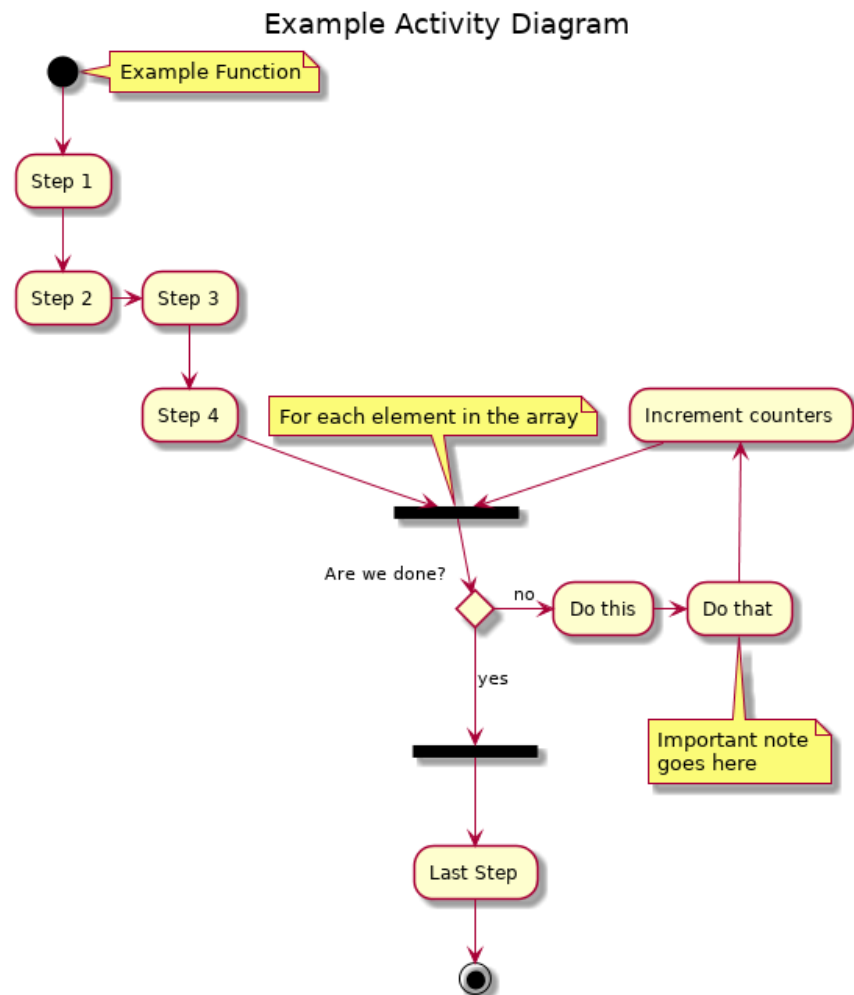 Example Activity Diagram
Example Function
Step 1
Step 2
Step 3
Step 4
For each element in the array
Increment counters
Are we done?
no
Do this
Do that
yes
Important note
goes here
Last Step